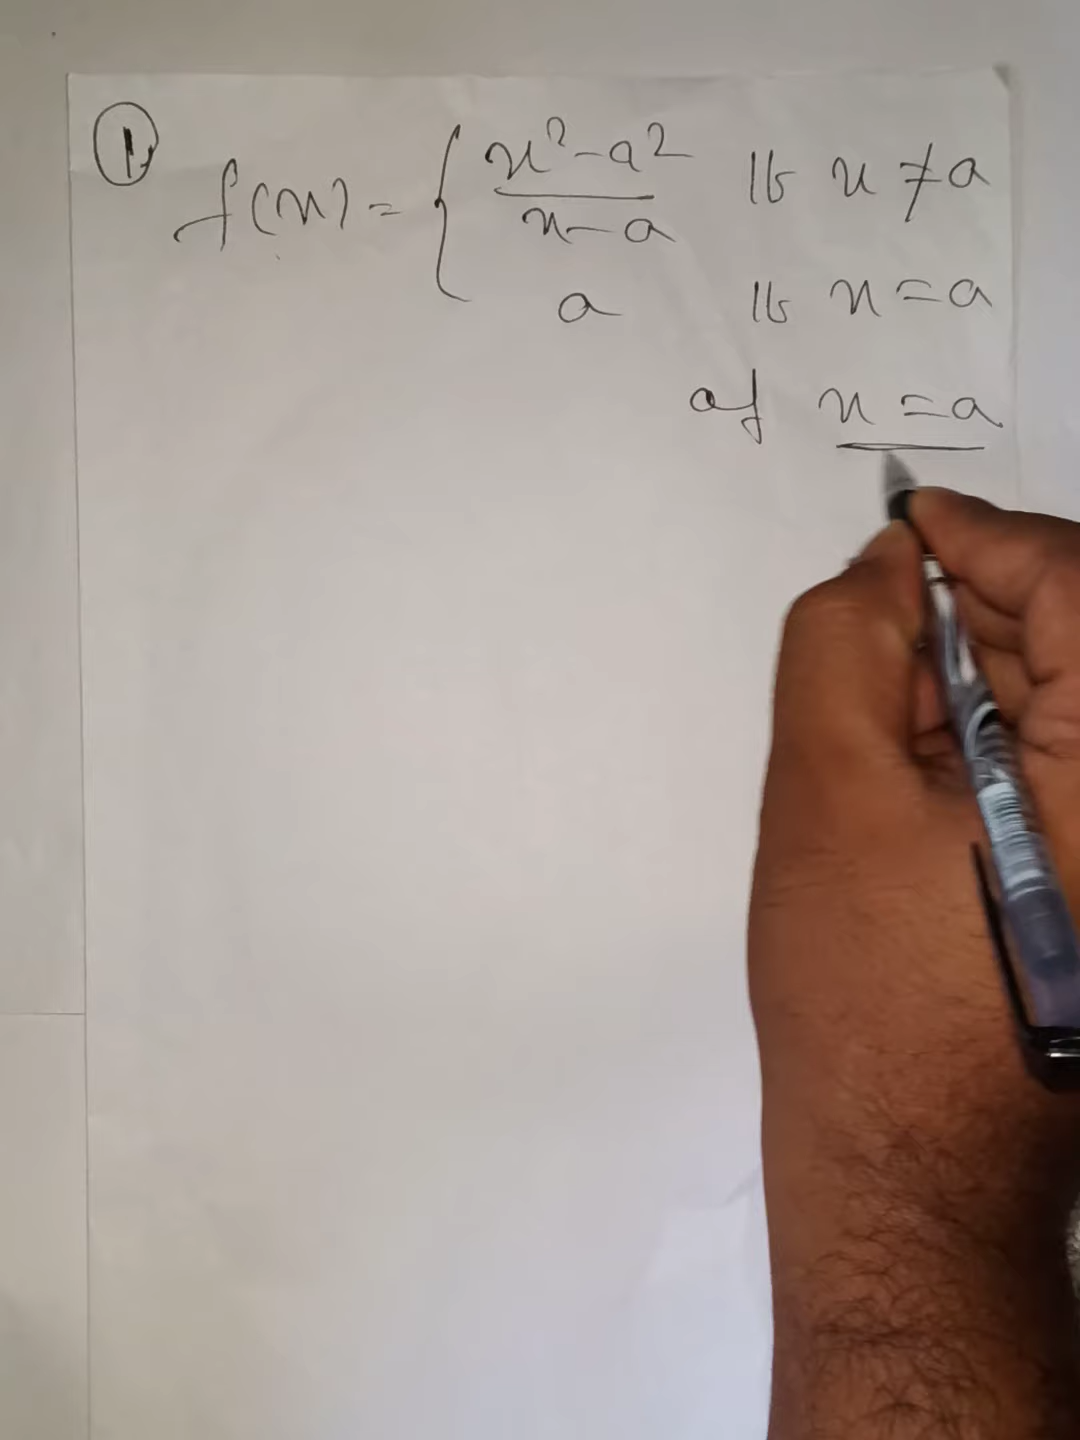 ① f(x) = { x²-a² / x-a if x ≠ a
a if x = a
at x = a